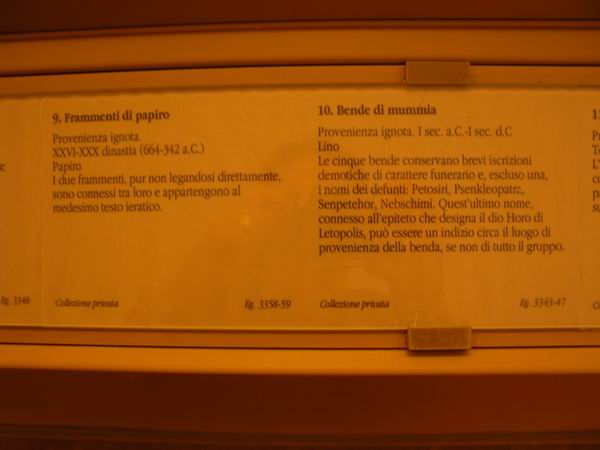 9. Frammenti di papiro
Provenienza ignota.
XXVI-XXX dinastia (664-342 a.C.)
Papiro
I due frammenti, pur non legandosi direttamente,
sono connessi tra loro e appartengono al
medesimo testo ieratico.
Collezione privata
Eg. 3358-59
10. Bende di mummia
Provenienza ignota. I sec. a.C.-I sec. d.C
Lino
Le cinque bende conservano brevi iscrizioni
demotiche di carattere funerario e, escluso una,
i nomi dei defunti: Petosiri, Psenkleopatra,
Senpetehor, Nebschimi. Quest'ultimo nome,
connesso all'epiteto che designa il dio Horo di
Letopolis, può essere un indizio circa il luogo di
provenienza della benda, se non di tutto il gruppo.
Collezione privata
Eg. 3343-47
Eg. 3348